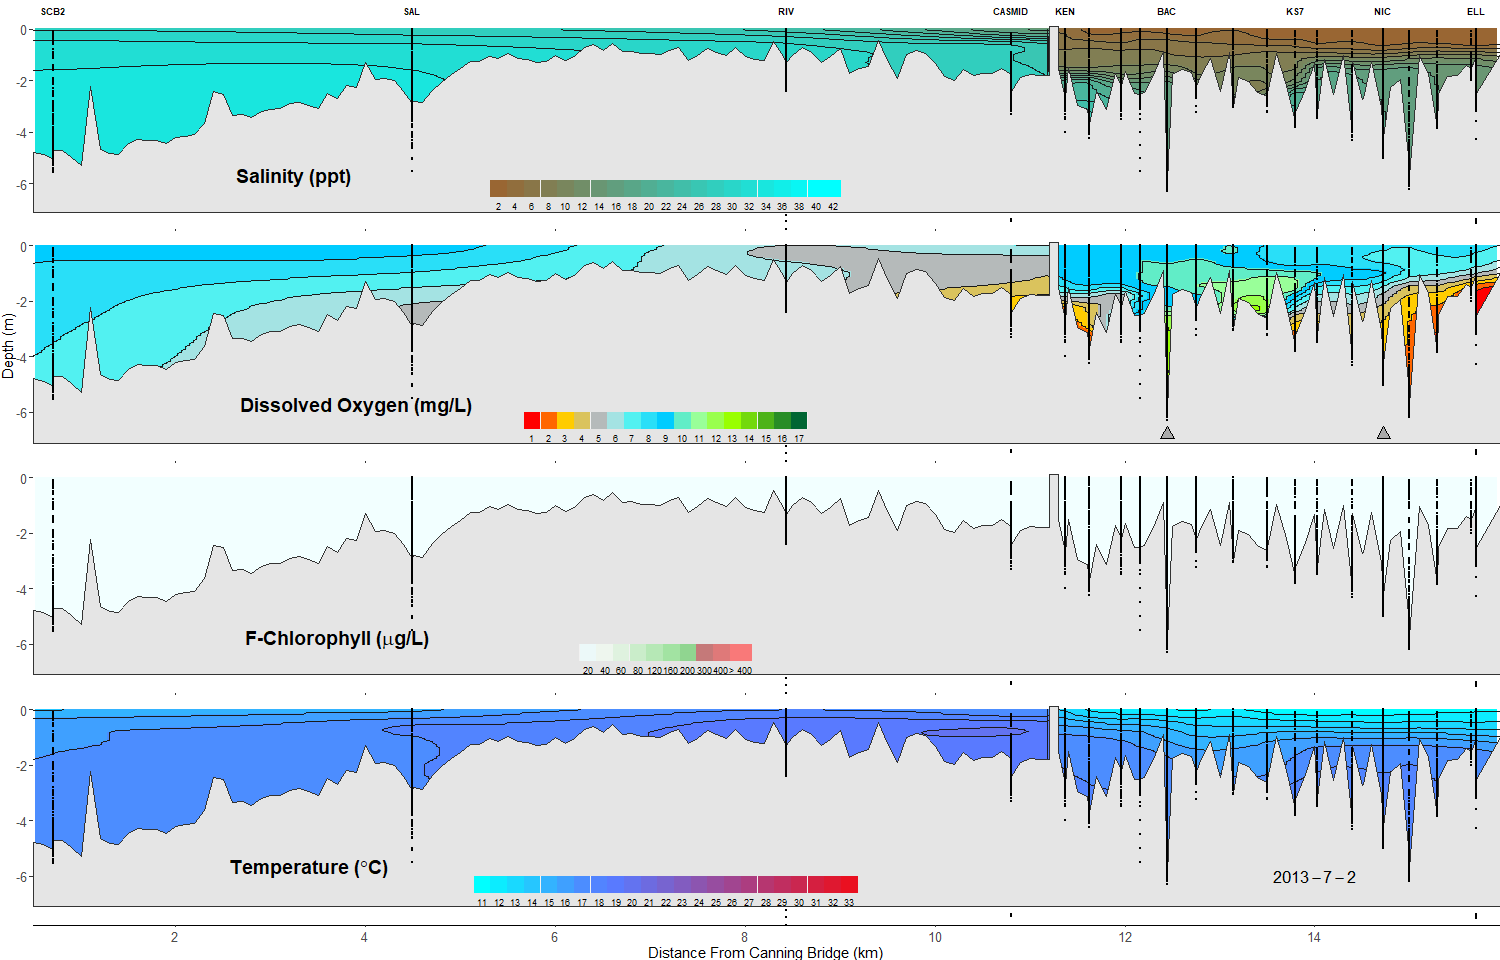 SCB2 SAL RIV CASMID KEN BAC KS7 NIC ELL
0
-2
-4
-6
Salinity (ppt)
2 4 6 8 10 12 14 16 18 20 22 24 26 28 30 32 34 36 38 40 42
0
-2
-4
-6
Depth (m)
Dissolved Oxygen (mg/L)
1 2 3 4 5 6 7 8 9 10 11 12 13 14 15 16 17
0
-2
-4
-6
F-Chlorophyll (µg/L)
20 40 60 80 120 160 200 300 400 > 400
0
-2
-4
-6
Temperature (°C)
2013 – 7 – 2
11 12 13 14 15 16 17 18 19 20 21 22 23 24 25 26 27 28 29 30 31 32 33
2 4 6 8 10 12 14
Distance From Canning Bridge (km)